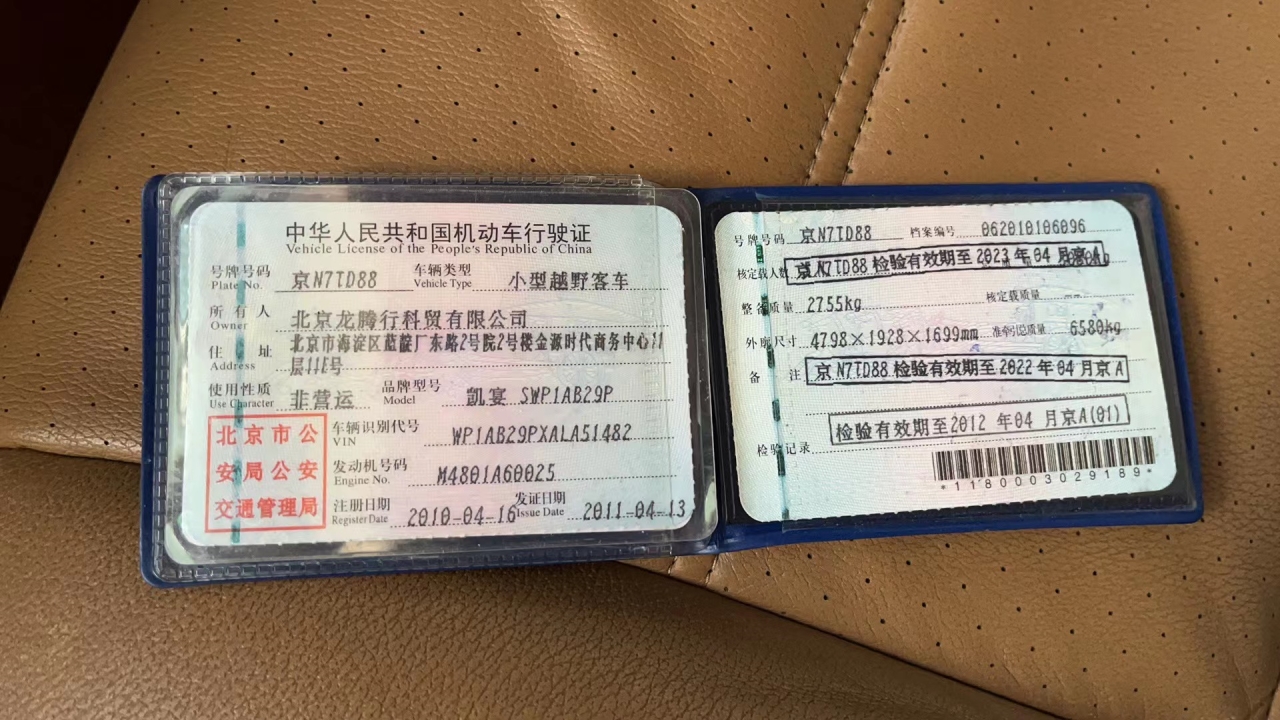 中华人民共和国机动车行驶证
Vehicle License of the People's Republic of China
号牌号码 京N7TD88 车辆类型 小型越野客车
Plate No. Vehicle Type
所有人 北京龙腾行科贸有限公司
Owner
住址 北京市海淀区蓝靛厂东路2号院2号楼金源时代商务中心11
Address 层11E号
使用性质 非营运 品牌型号 凯宴 SWP1AB29P
Use Character Model
车辆识别代号 WP1AB29PXALA51482
VIN
发动机号码 M4801A60025
Engine No.
注册日期 2010-04-16 发证日期 2011-04-13
Register Date Issue Date
北京市公
安局公安
交通管理局
号牌号码 京N7TD88 档案编号 062010106096
核定载人数 京N7TD88 检验有效期至2023年04月京A
整备质量 2755kg 核定载质量 --
外廓尺寸 4798×1928×1699mm 准牵引总质量 6580kg
备注 京N7TD88 检验有效期至2022年04月京A
检验有效期至2012年04月京A(01)
检验记录
*1180003029189*